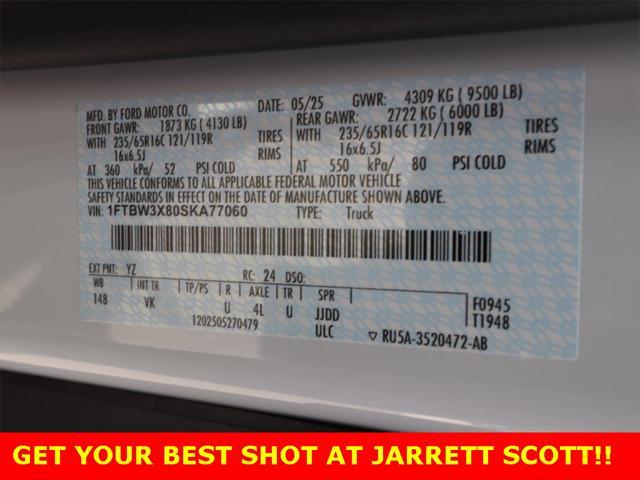 MFD. BY FORD MOTOR CO. DATE: 05/25 GVWR: 4309 KG ( 9500 LB)
FRONT GAWR: 1873 KG ( 4130 LB) REAR GAWR: 2722 KG ( 6000 LB)
WITH 235/65R16C 121/119R TIRES WITH 235/65R16C 121/119R TIRES
16x6.5J RIMS 16x6.5J RIMS
AT 360 kPa/ 52 PSI COLD AT 550 kPa/ 80 PSI COLD
THIS VEHICLE CONFORMS TO ALL APPLICABLE FEDERAL MOTOR VEHICLE
SAFETY STANDARDS IN EFFECT ON THE DATE OF MANUFACTURE SHOWN ABOVE.
VIN: 1FTBW3X80SKA77060 TYPE: Truck
EXT PNT: YZ RC: 24 DSO:
WB INT TR TP/PS R AXLE TR SPR
148 VK U 4L U JJDD
F0945
T1948
1202505270479 ULC
▽ RU5A-3520472-AB
GET YOUR BEST SHOT AT JARRETT SCOTT!!